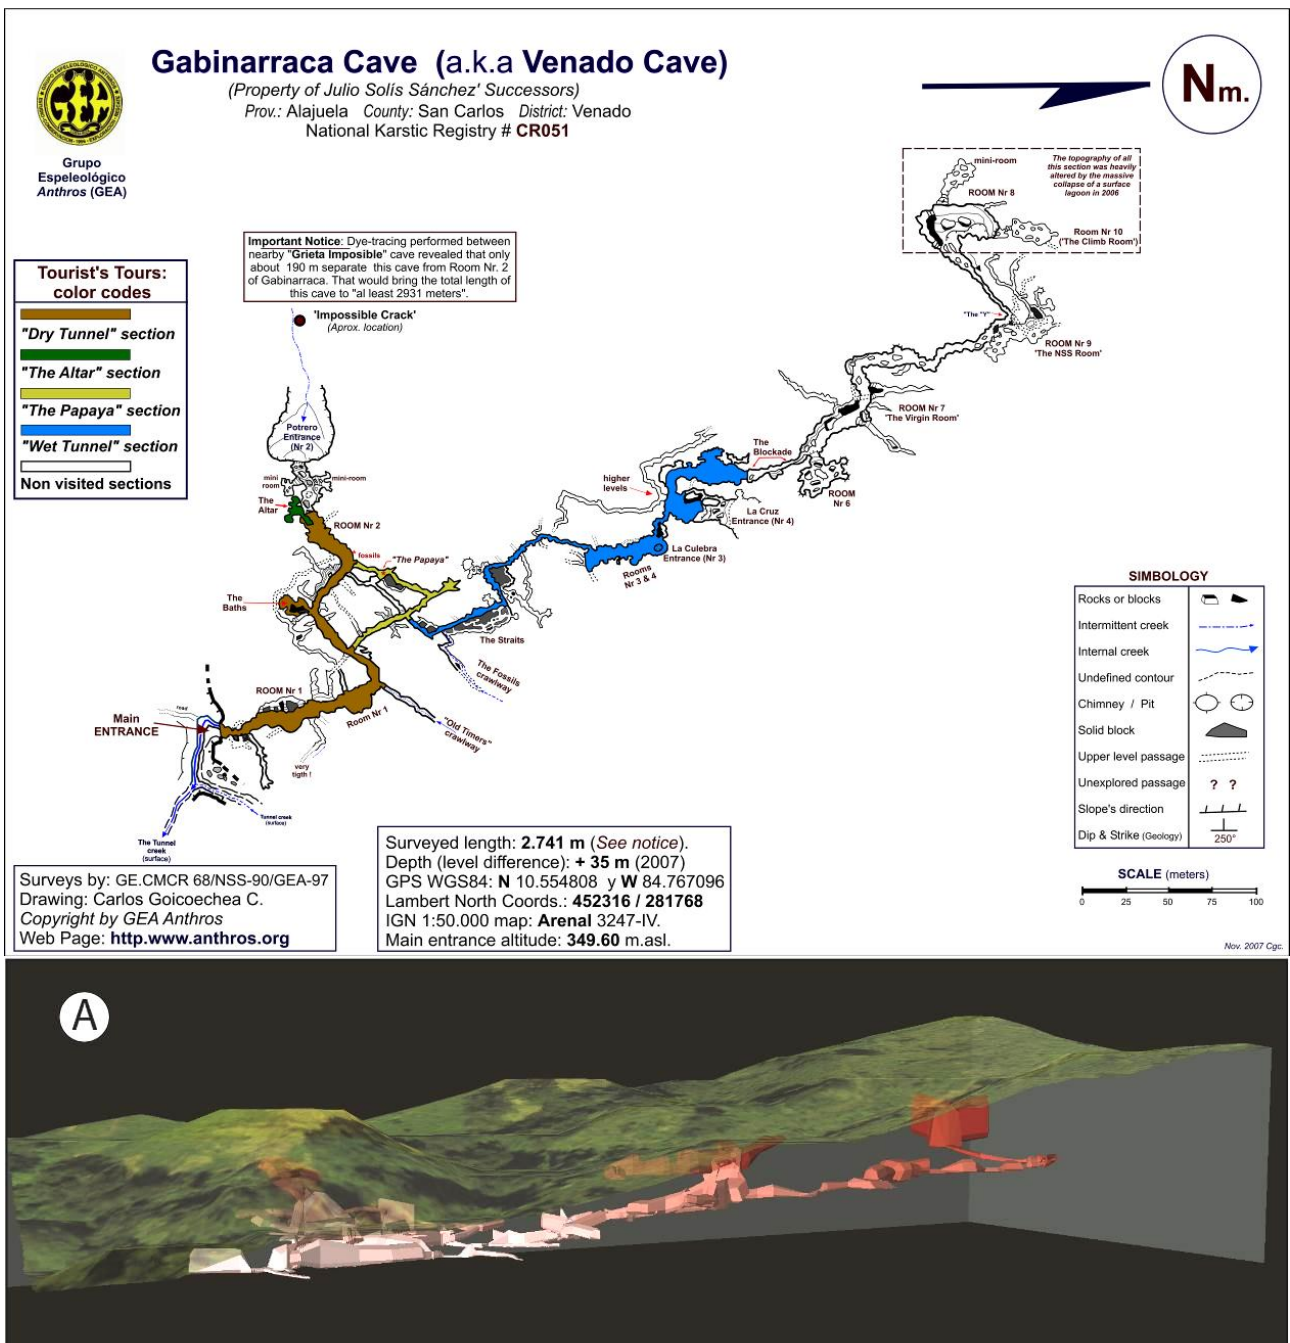 Gabinarraca Cave (a.k.a Venado Cave)
(Property of Julio Solís Sánchez' Successors)
Prov.: Alajuela County: San Carlos District: Venado
National Karstic Registry # CR051
Grupo
Espeleológico
Anthros (GEA)
Nm.
The topography of all
this section was heavily
altered by the massive
collapse of a surface
lagoon in 2006
mini-room
ROOM Nr 8
Room Nr 10
('The Climb Room')
Important Notice: Dye-tracing performed between
nearby "Grieta Imposible" cave revealed that only
about 190 m separate this cave from Room Nr. 2
of Gabinarraca. That would bring the total length of
this cave to "al least 2931 meters".
Tourist's Tours:
color codes
"Dry Tunnel" section
"The Altar" section
"The Papaya" section
"Wet Tunnel" section
Non visited sections
'Impossible Crack'
(Aprox. location)
"The "Y"
ROOM Nr 9
'The NSS Room'
ROOM Nr 7
'The Virgin Room'
Potrero
Entrance
(Nr 2)
mini
room
mini-room
The
Altar
ROOM Nr 2
The
Blockade
higher
levels
ROOM
Nr 6
La Cruz
Entrance (Nr 4)
La Culebra
Entrance (Nr 3)
Rooms
Nr 3 & 4
fossils
"The Papaya"
The
Baths
The Straits
The Fossils
crawlway
ROOM Nr 1
Room Nr 1
"Old Timers"
crawlway
road
Main
ENTRANCE
very
tigth !
Tunnel creek
(surface)
The Tunnel
creek
(surface)
SIMBOLOGY
Rocks or blocks
Intermittent creek
Internal creek
Undefined contour
Chimney / Pit
Solid block
Upper level passage
Unexplored passage ? ?
Slope's direction
Dip & Strike (Geology) 250°
SCALE (meters)
0 25 50 75 100
Surveys by: GE.CMCR 68/NSS-90/GEA-97
Drawing: Carlos Goicoechea C.
Copyright by GEA Anthros
Web Page: http.www.anthros.org
Surveyed length: 2.741 m (See notice).
Depth (level difference): + 35 m (2007)
GPS WGS84: N 10.554808 y W 84.767096
Lambert North Coords.: 452316 / 281768
IGN 1:50.000 map: Arenal 3247-IV.
Main entrance altitude: 349.60 m.asl.
Nov. 2007 Cgc.
A